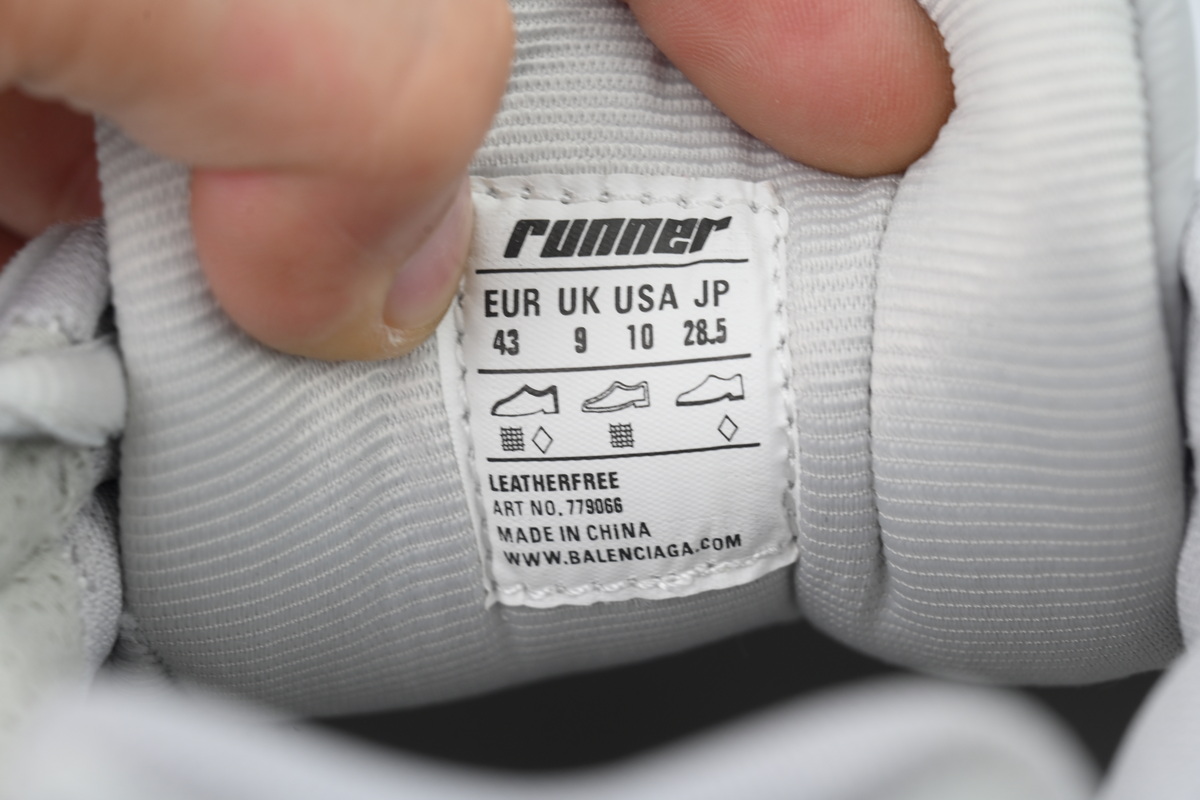 runner
EUR UK USA JP
43 9 10 28.5
LEATHERFREE
ART NO. 779066
MADE IN CHINA
WWW.BALENCIAGA.COM